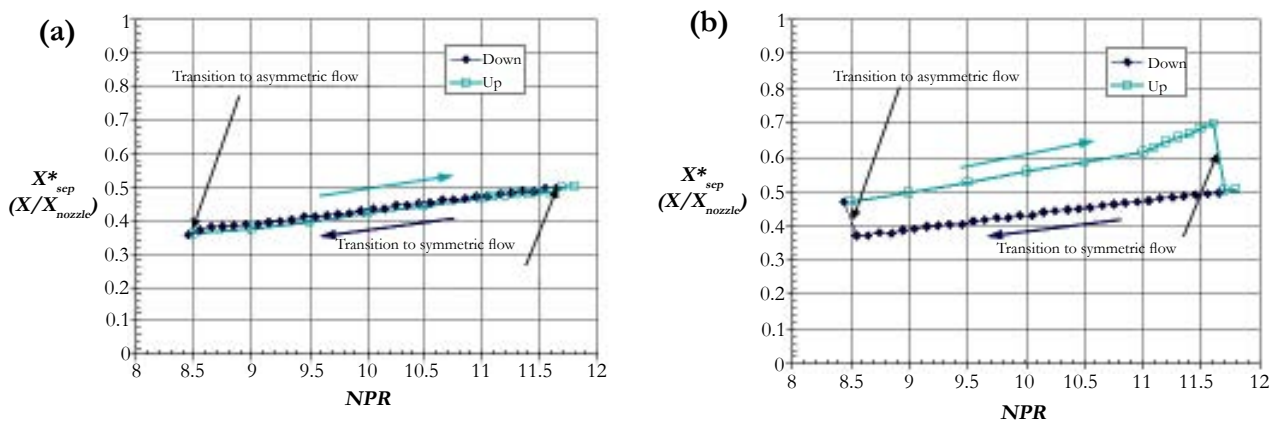 (a)
1
0.9
0.8
0.7
0.6
0.5
0.4
0.3
0.2
0.1
0
X*sep
(X/Xnozzle)
Down
Up
Transition to asymmetric flow
Transition to symmetric flow
8 8.5 9 9.5 10 10.5 11 11.5 12
NPR
(b)
1
0.9
0.8
0.7
0.6
0.5
0.4
0.3
0.2
0.1
0
X*sep
(X/Xnozzle)
Down
Up
Transition to asymmetric flow
Transition to symmetric flow
8 8.5 9 9.5 10 10.5 11 11.5 12
NPR